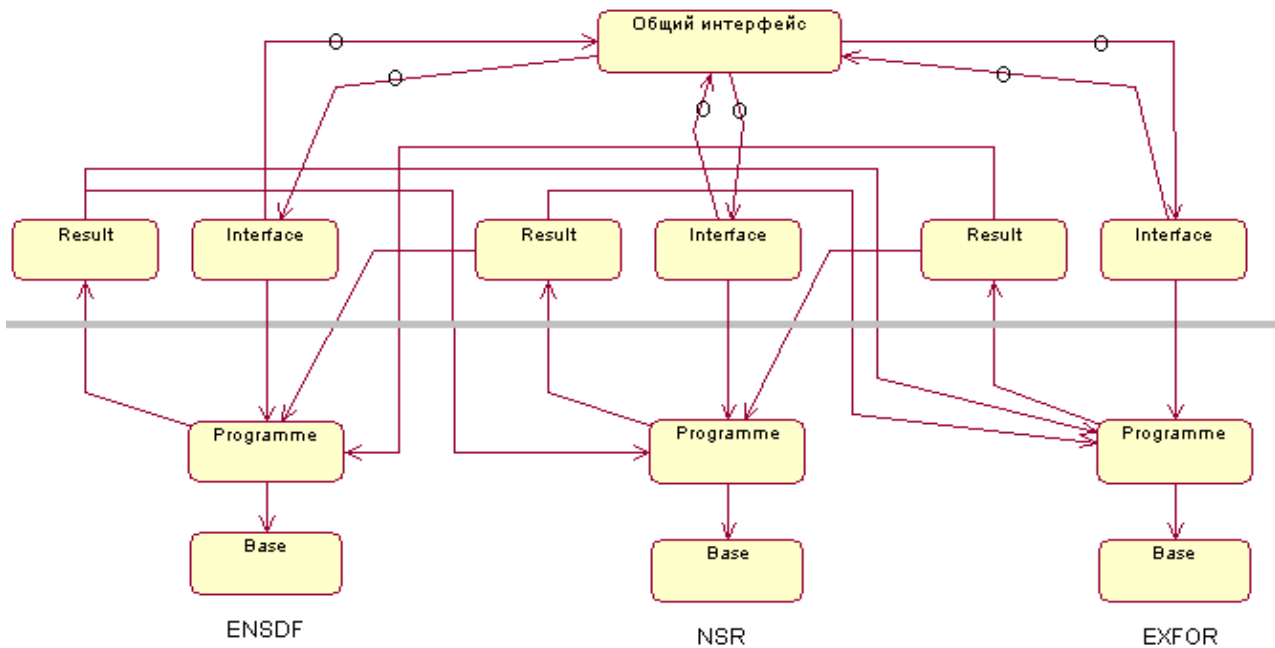 Общий интерфейс
Result
Interface
Result
Interface
Result
Interface
Programme
Programme
Programme
Base
Base
Base
ENSDF
NSR
EXFOR